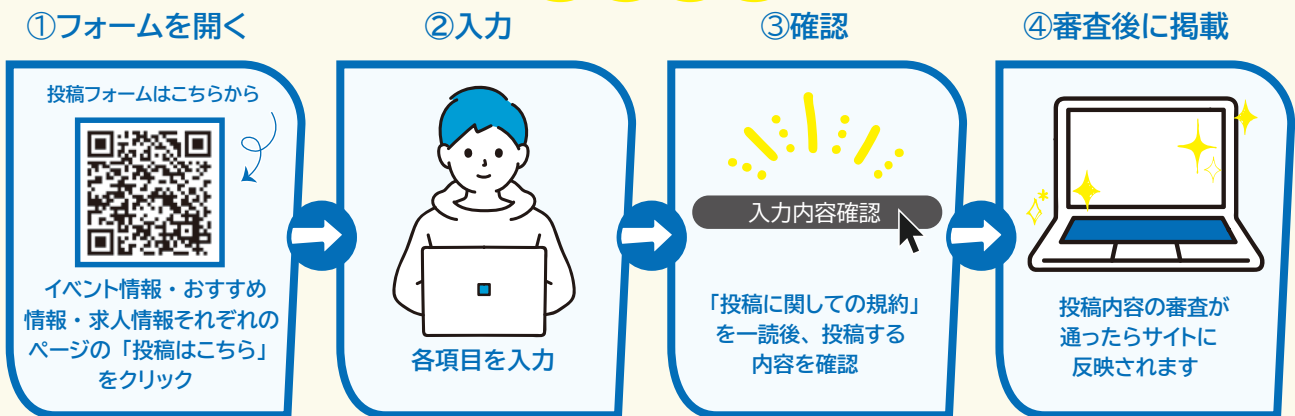 ①フォームを開く
投稿フォームはこちらから
イベント情報・おすすめ
情報・求人情報それぞれの
ページの「投稿はこちら」
をクリック
②入力
各項目を入力
③確認
入力内容確認
「投稿に関しての規約」
を一読後、投稿する
内容を確認
④審査後に掲載
投稿内容の審査が
通ったらサイトに
反映されます